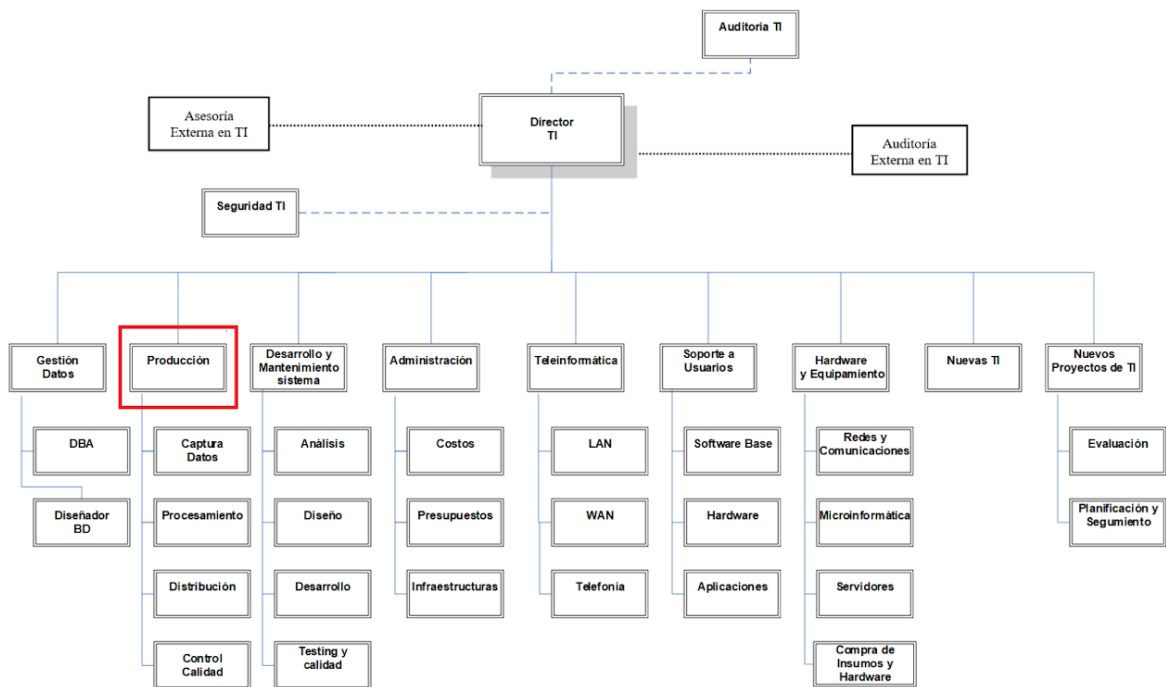 Auditoria TI
Asesoría
Externa en TI
Director
TI
Auditoría
Externa en TI
Seguridad TI
Gestión
Datos
Producción
Desarrollo y
Mantenimiento
sistema
Administración
Teleinformática
Soporte a
Usuarios
Hardware
y Equipamiento
Nuevas TI
Nuevos
Proyectos de TI
DBA
Captura
Datos
Análisis
Costos
LAN
Software Base
Redes y
Comunicaciones
Evaluación
Diseñador
BD
Procesamiento
Diseño
Presupuestos
WAN
Hardware
Microinformática
Planificación y
Segumiento
Distribución
Desarrollo
Infraestructuras
Telefonía
Aplicaciones
Servidores
Control
Calidad
Testing y
calidad
Compra de
Insumos y
Hardware